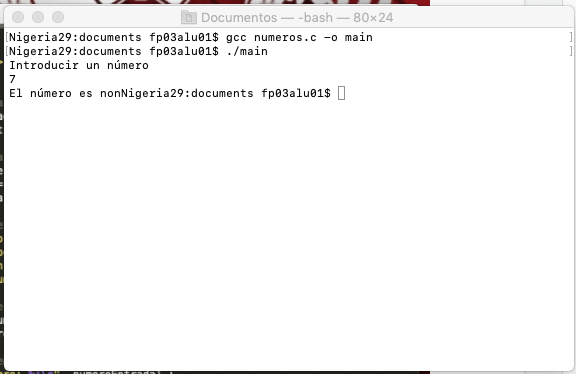 Documentos — -bash — 80×24
[Nigeria29:documents fp03alu01$ gcc numeros.c -o main ]
[Nigeria29:documents fp03alu01$ ./main ]
Introducir un número
7
El número es nonNigeria29:documents fp03alu01$